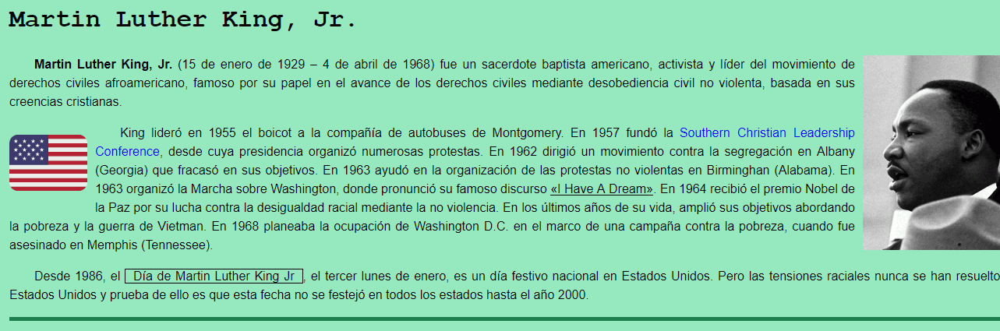 Martin Luther King, Jr.
Martin Luther King, Jr. (15 de enero de 1929 – 4 de abril de 1968) fue un sacerdote baptista americano, activista y líder del movimiento de
derechos civiles afroamericano, famoso por su papel en el avance de los derechos civiles mediante desobediencia civil no violenta, basada en sus
creencias cristianas.
King lideró en 1955 el boicot a la compañía de autobuses de Montgomery. En 1957 fundó la Southern Christian Leadership
Conference, desde cuya presidencia organizó numerosas protestas. En 1962 dirigió un movimiento contra la segregación en Albany
(Georgia) que fracasó en sus objetivos. En 1963 ayudó en la organización de las protestas no violentas en Birminghan (Alabama). En
1963 organizó la Marcha sobre Washington, donde pronunció su famoso discurso «I Have A Dream». En 1964 recibió el premio Nobel de
la Paz por su lucha contra la desigualdad racial mediante la no violencia. En los últimos años de su vida, amplió sus objetivos abordando
la pobreza y la guerra de Vietman. En 1968 planeaba la ocupación de Washington D.C. en el marco de una campaña contra la pobreza, cuando fue
asesinado en Memphis (Tennessee).
Desde 1986, el Día de Martin Luther King Jr, el tercer lunes de enero, es un día festivo nacional en Estados Unidos. Pero las tensiones raciales nunca se han resuelto
Estados Unidos y prueba de ello es que esta fecha no se festejó en todos los estados hasta el año 2000.